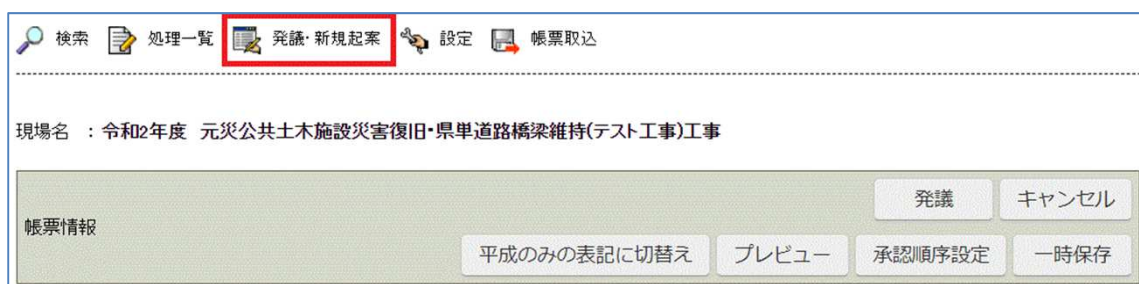 検索 処理一覧 発議・新規起案 設定 帳票取込
現場名 : 令和2年度 元災公共土木施設災害復旧・県単道路橋梁維持(テスト工事)工事
発議 キャンセル
帳票情報
平成のみの表記に切替え プレビュー 承認順序設定 一時保存